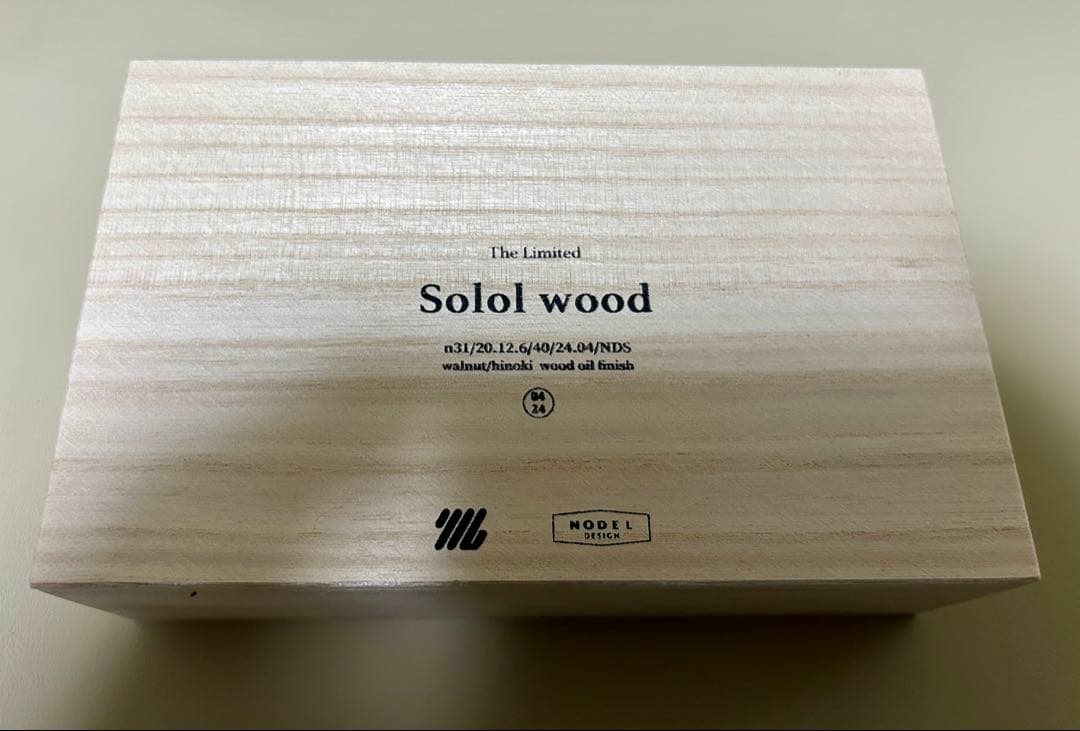 The Limited
Solol wood
n31/20.12.6/40/24.04/NDS
walnut/hinoki wood oil finish
04
24
NODEL
DESIGN